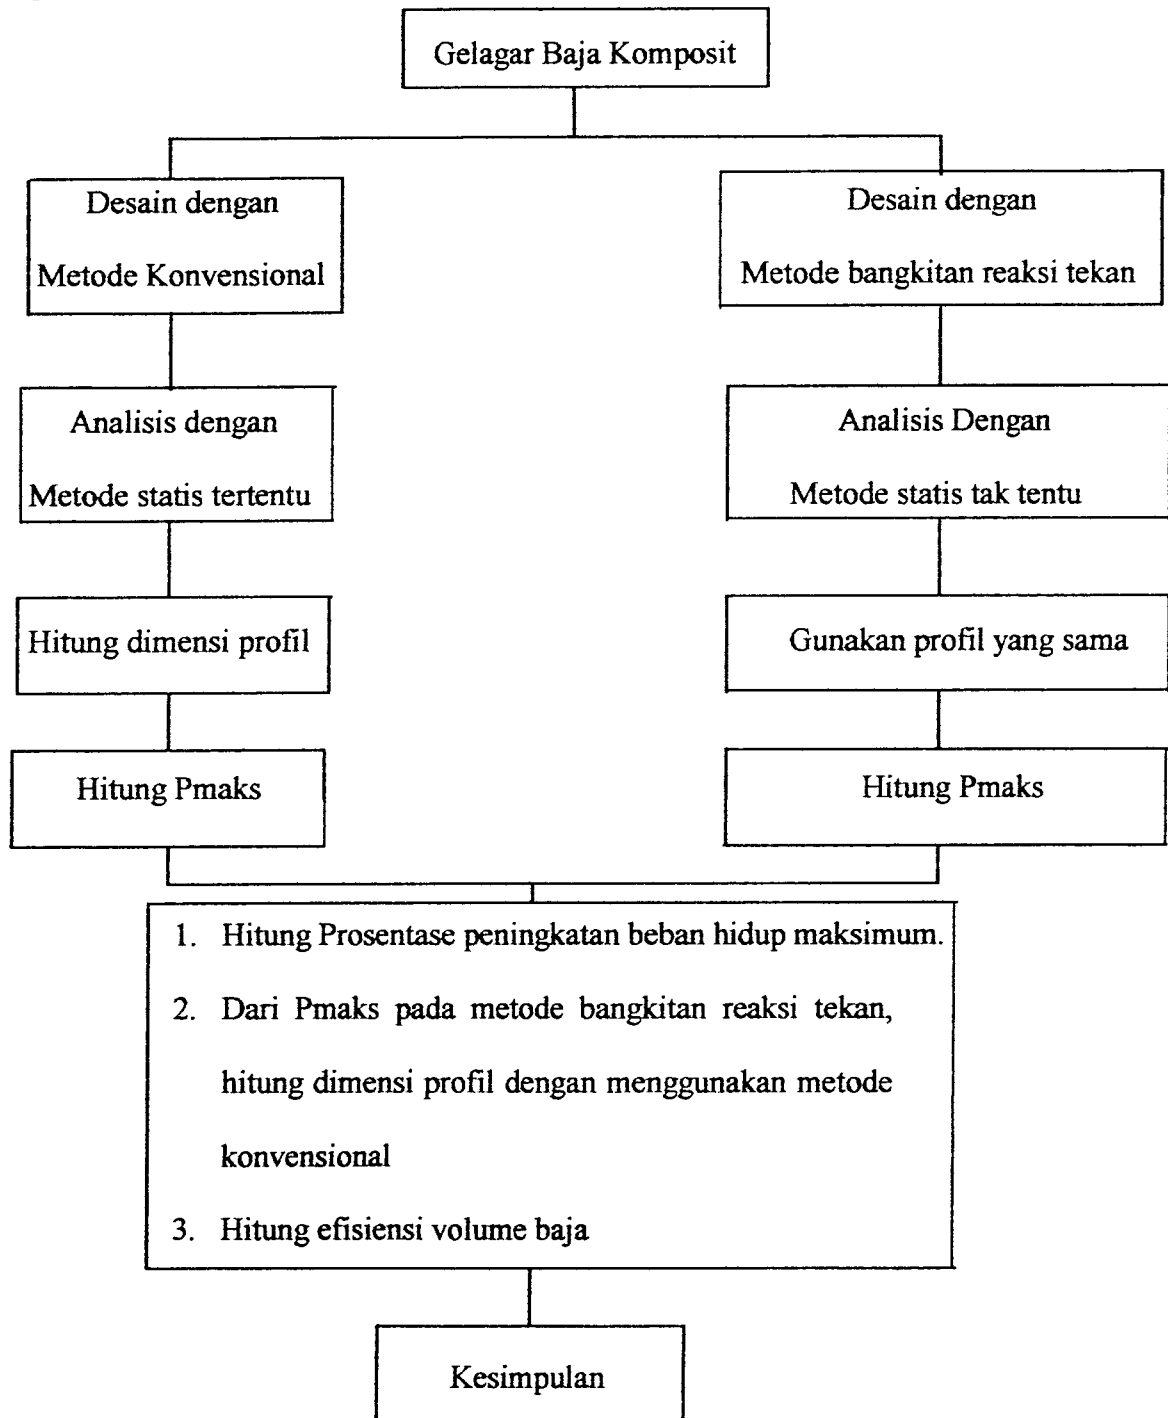 Gelagar Baja Komposit
Desain dengan
Metode Konvensional
Desain dengan
Metode bangkitan reaksi tekan
Analisis dengan
Metode statis tertentu
Analisis Dengan
Metode statis tak tentu
Hitung dimensi profil
Gunakan profil yang sama
Hitung Pmaks
Hitung Pmaks
1. Hitung Prosentase peningkatan beban hidup maksimum.
2. Dari Pmaks pada metode bangkitan reaksi tekan,
hitung dimensi profil dengan menggunakan metode
konvensional
3. Hitung efisiensi volume baja
Kesimpulan